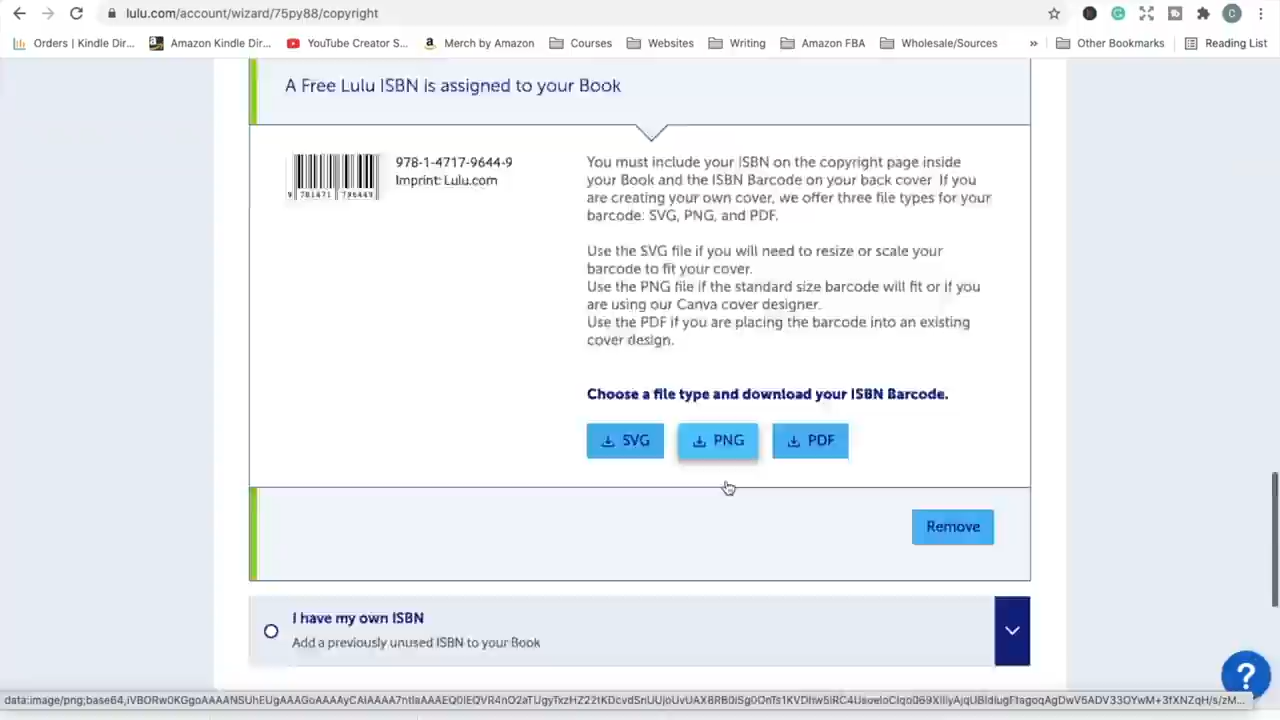 lulu.com/account/wizard/75py88/copyright
C
Orders | Kindle Dir...
Amazon Kindle Dir...
YouTube Creator S...
Merch by Amazon
Courses
Websites
Writing
Amazon FBA
Wholesale/Sources
»
Other Bookmarks
Reading List
A Free Lulu ISBN is assigned to your Book
978-1-4717-9644-9
Imprint: Lulu.com
9 781471 796449
You must include your ISBN on the copyright page inside
your Book and the ISBN Barcode on your back cover If you
are creating your own cover, we offer three file types for your
barcode: SVG, PNG, and PDF.
Use the SVG file if you will need to resize or scale your
barcode to fit your cover.
Use the PNG file if the standard size barcode will fit or if you
are using our Canva cover designer.
Use the PDF if you are placing the barcode into an existing
cover design.
Choose a file type and download your ISBN Barcode.
SVG
PNG
PDF
Remove
I have my own ISBN
Add a previously unused ISBN to your Book
?